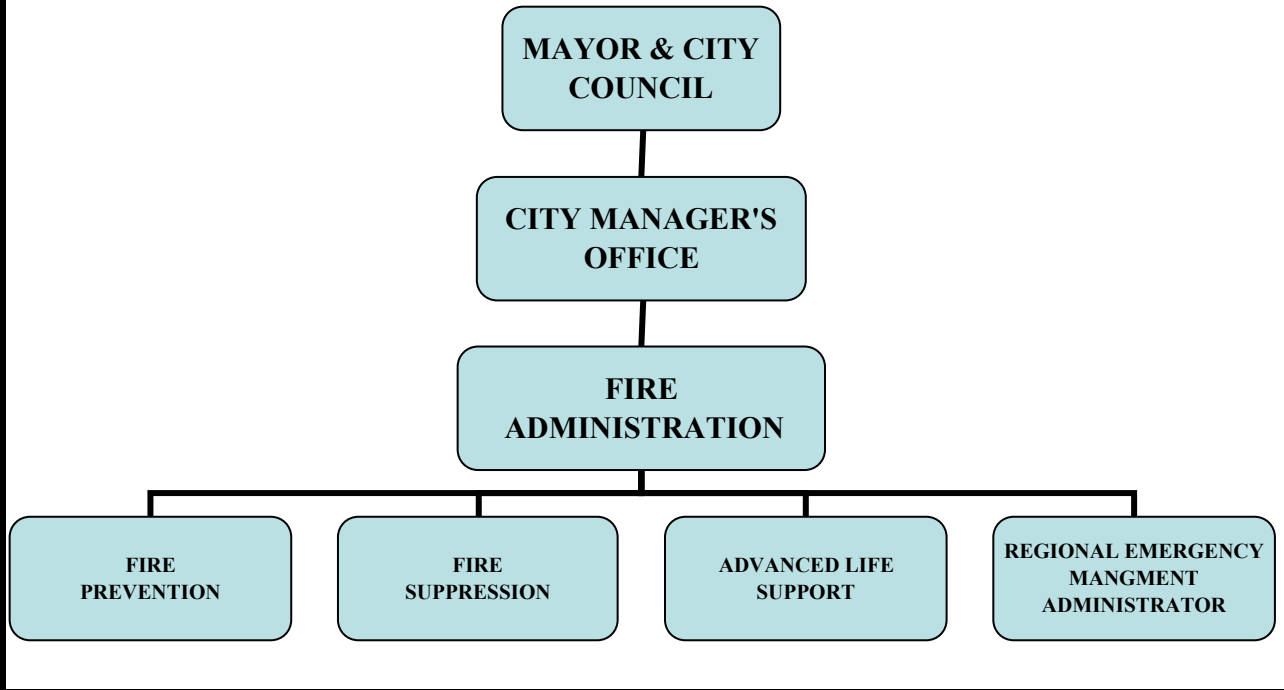 MAYOR & CITY
COUNCIL
CITY MANAGER'S
OFFICE
FIRE
ADMINISTRATION
FIRE
PREVENTION
FIRE
SUPPRESSION
ADVANCED LIFE
SUPPORT
REGIONAL EMERGENCY
MANGMENT
ADMINISTRATOR